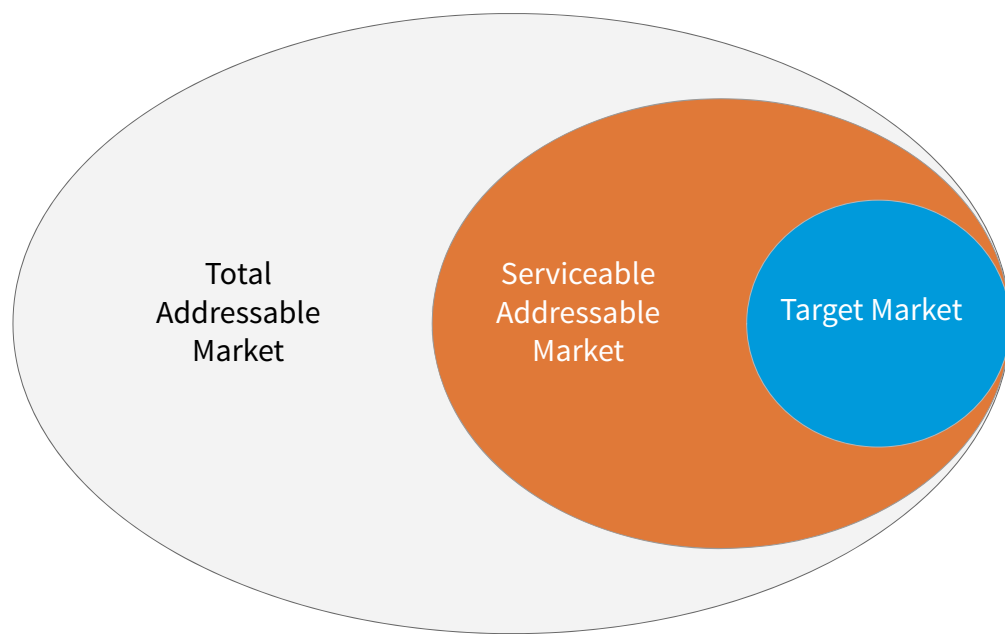 Total
Addressable
Market
Serviceable
Addressable
Market
Target Market